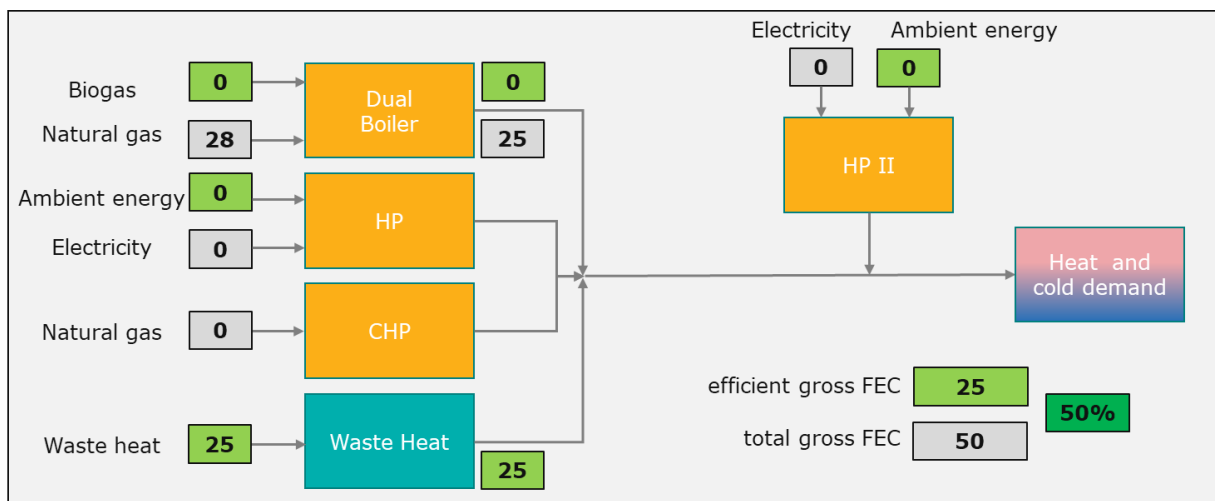 Electricity
Ambient energy
0
0
Biogas
0
Dual
Boiler
0
Natural gas
28
25
HP II
Ambient energy
0
HP
Electricity
0
Heat and
cold demand
Natural gas
0
CHP
efficient gross FEC
25
50%
total gross FEC
50
Waste heat
25
Waste Heat
25